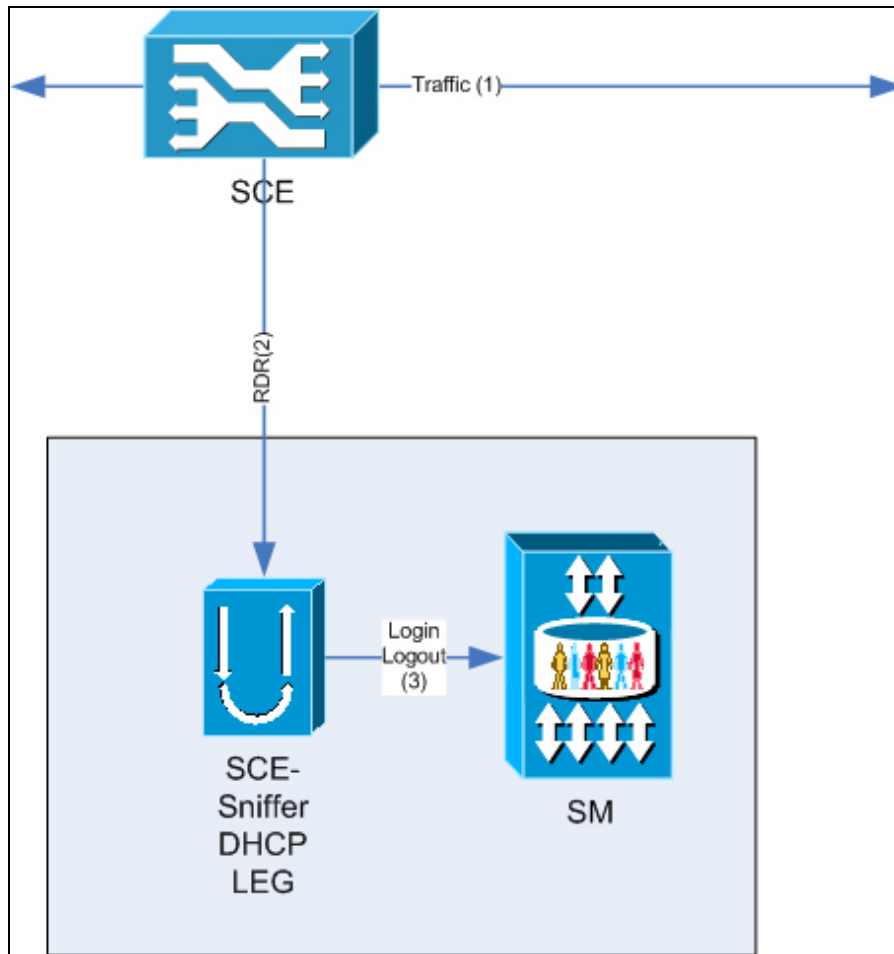 Traffic (1)
SCE
RDR(2)
Login
Logout
(3)
SCE-
Sniffer
DHCP
LEG
SM